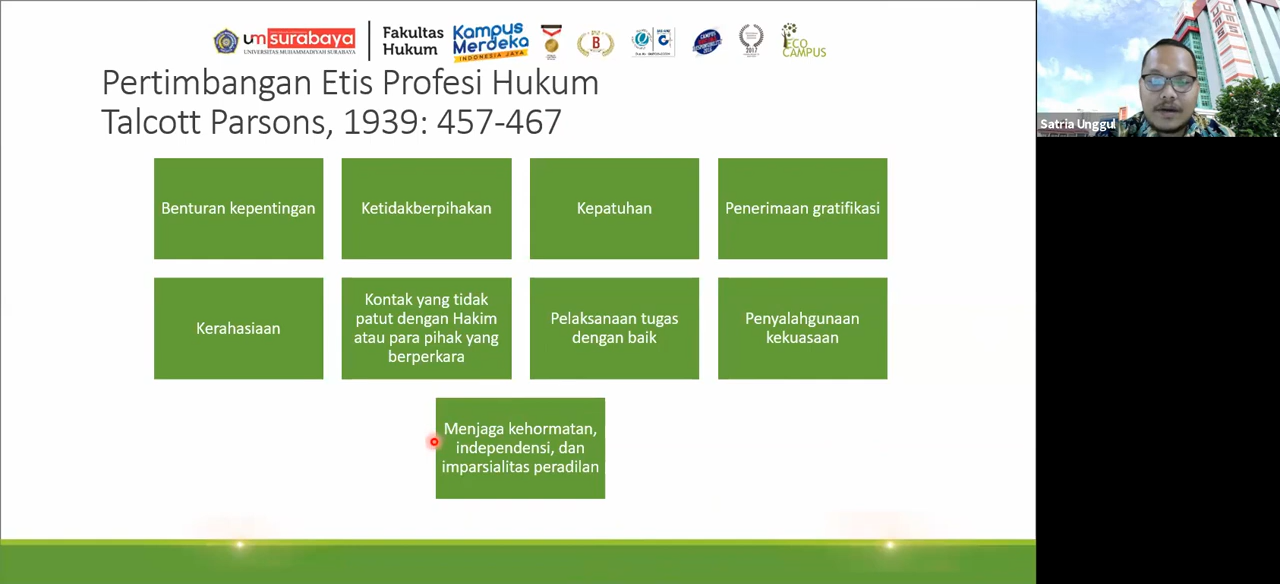 um surabaya
UNIVERSITAS MUHAMMADIYAH SURABAYA
Fakultas
Hukum
Kampus
Merdeka
INDONESIA JAYA
B
2017
ECO
CAMPUS
Pertimbangan Etis Profesi Hukum
Talcott Parsons, 1939: 457-467
Benturan kepentingan
Ketidakberpihakan
Kepatuhan
Penerimaan gratifikasi
Kerahasiaan
Kontak yang tidak
patut dengan Hakim
atau para pihak yang
berperkara
Pelaksanaan tugas
dengan baik
Penyalahgunaan
kekuasaan
Menjaga kehormatan,
independensi, dan
imparsialitas peradilan
Satria Unggul